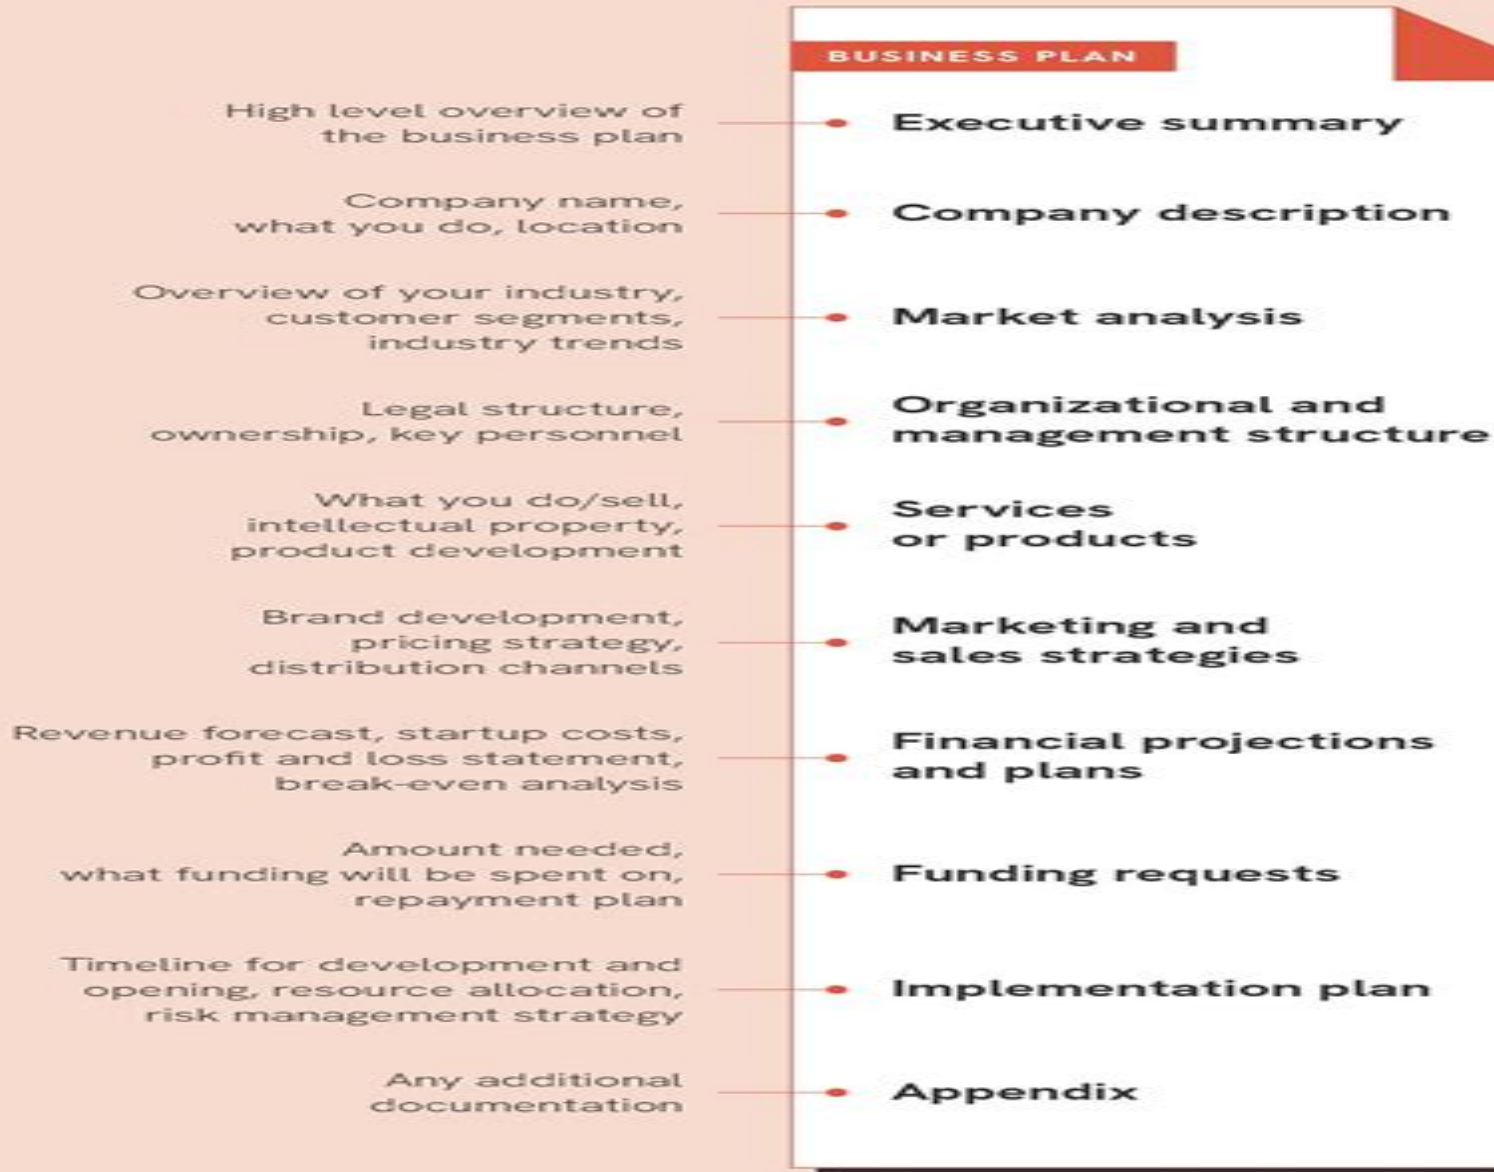 BUSINESS PLAN
High level overview of
the business plan
Executive summary
Company name,
what you do, location
Company description
Overview of your industry,
customer segments,
industry trends
Market analysis
Legal structure,
ownership, key personnel
Organizational and
management structure
What you do/sell,
intellectual property,
product development
Services
or products
Brand development,
pricing strategy,
distribution channels
Marketing and
sales strategies
Revenue forecast, startup costs,
profit and loss statement,
break-even analysis
Financial projections
and plans
Amount needed,
what funding will be spent on,
repayment plan
Funding requests
Timeline for development and
opening, resource allocation,
risk management strategy
Implementation plan
Any additional
documentation
Appendix